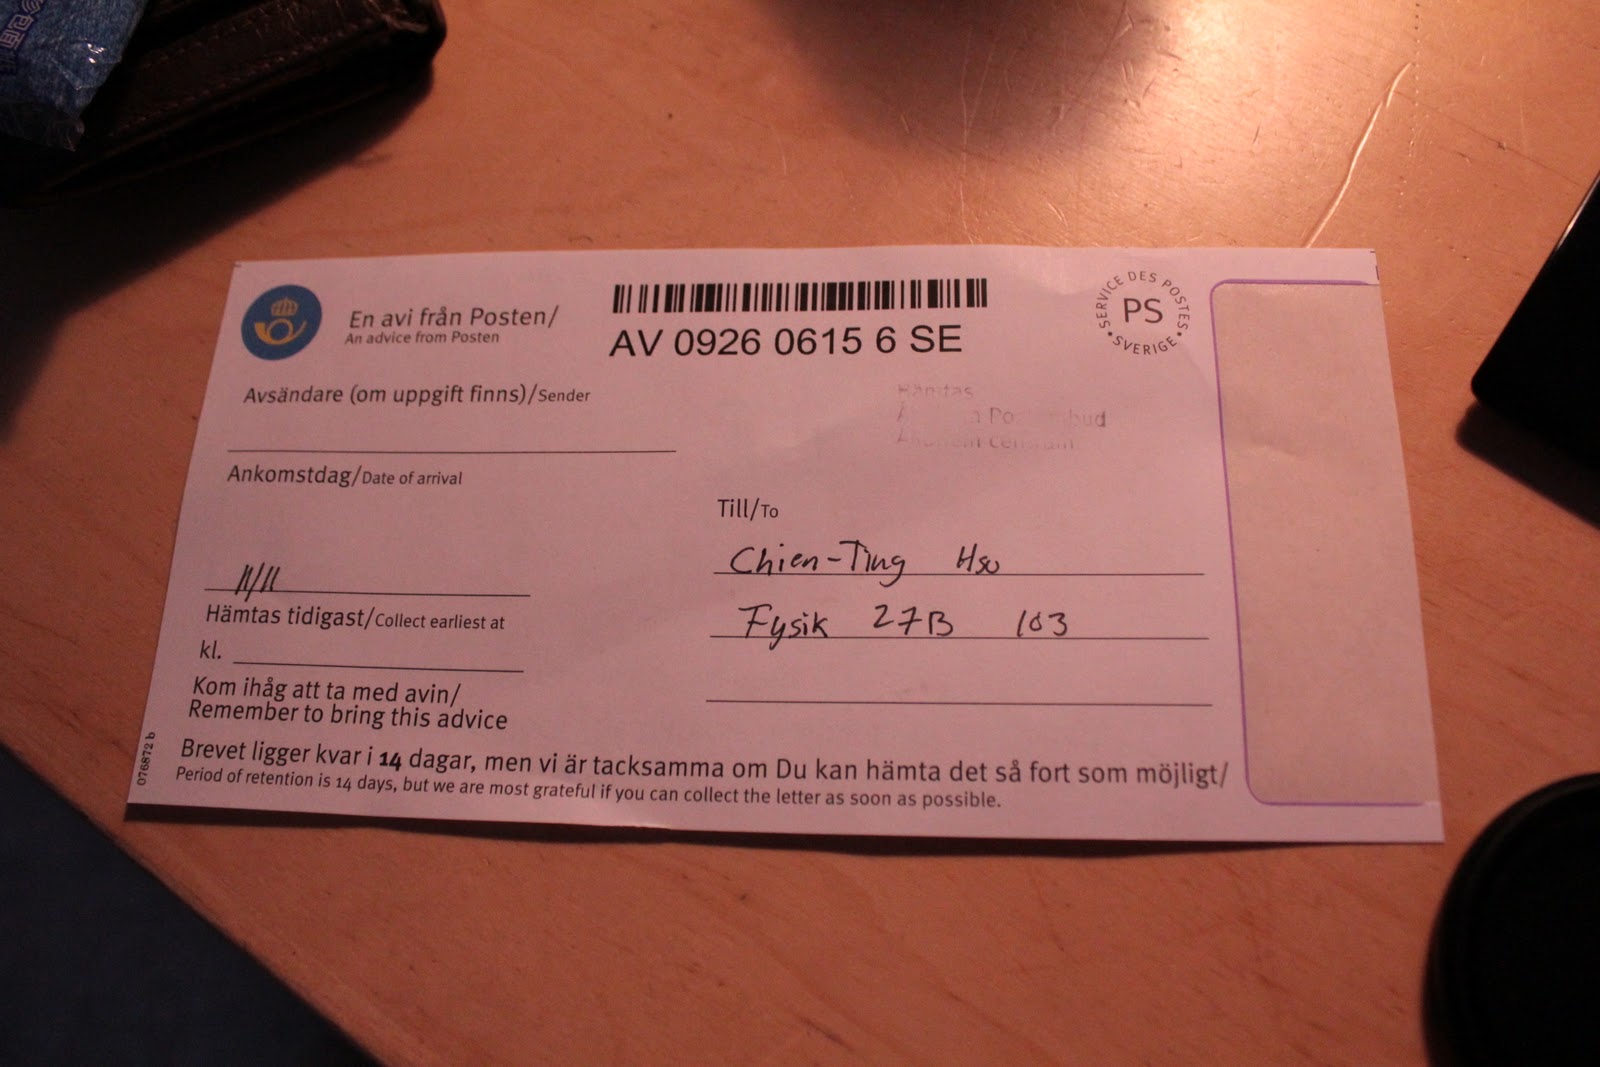 En avi från Posten/
An advice from Posten
AV 0926 0615 6 SE
SERVICE DES POSTES
PS
SVERIGE
Avsändare (om uppgift finns)/Sender
Ankomstdag/Date of arrival
11/11
Hämtas tidigast/Collect earliest at
kl.
Kom ihåg att ta med avin/
Remember to bring this advice
Till/To
Chien-Ting Hsu
Fysik 27B 103
Brevet ligger kvar i 14 dagar, men vi är tacksamma om Du kan hämta det så fort som möjligt/
Period of retention is 14 days, but we are most grateful if you can collect the letter as soon as possible.
076872 b
Hämtas